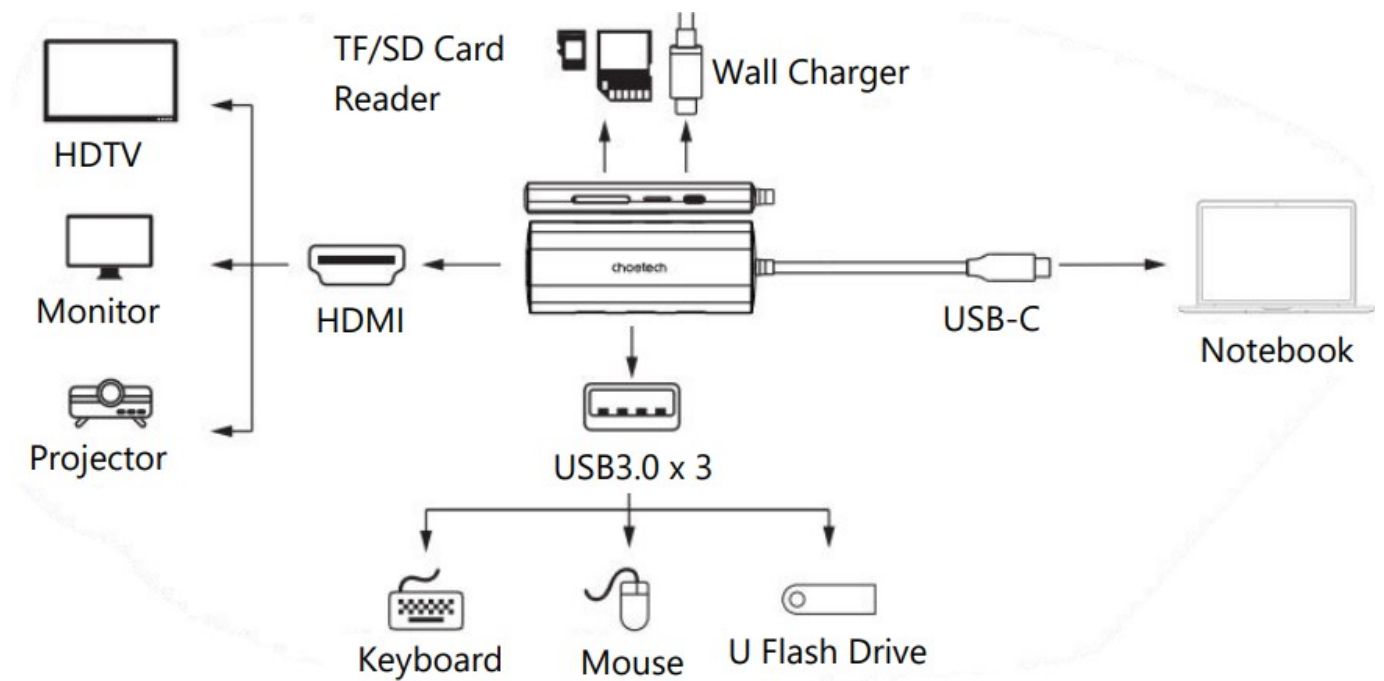 TF/SD Card
Reader
Wall Charger
HDTV
choetech
Monitor
HDMI
USB-C
Notebook
Projector
USB3.0 x 3
Keyboard
Mouse
U Flash Drive